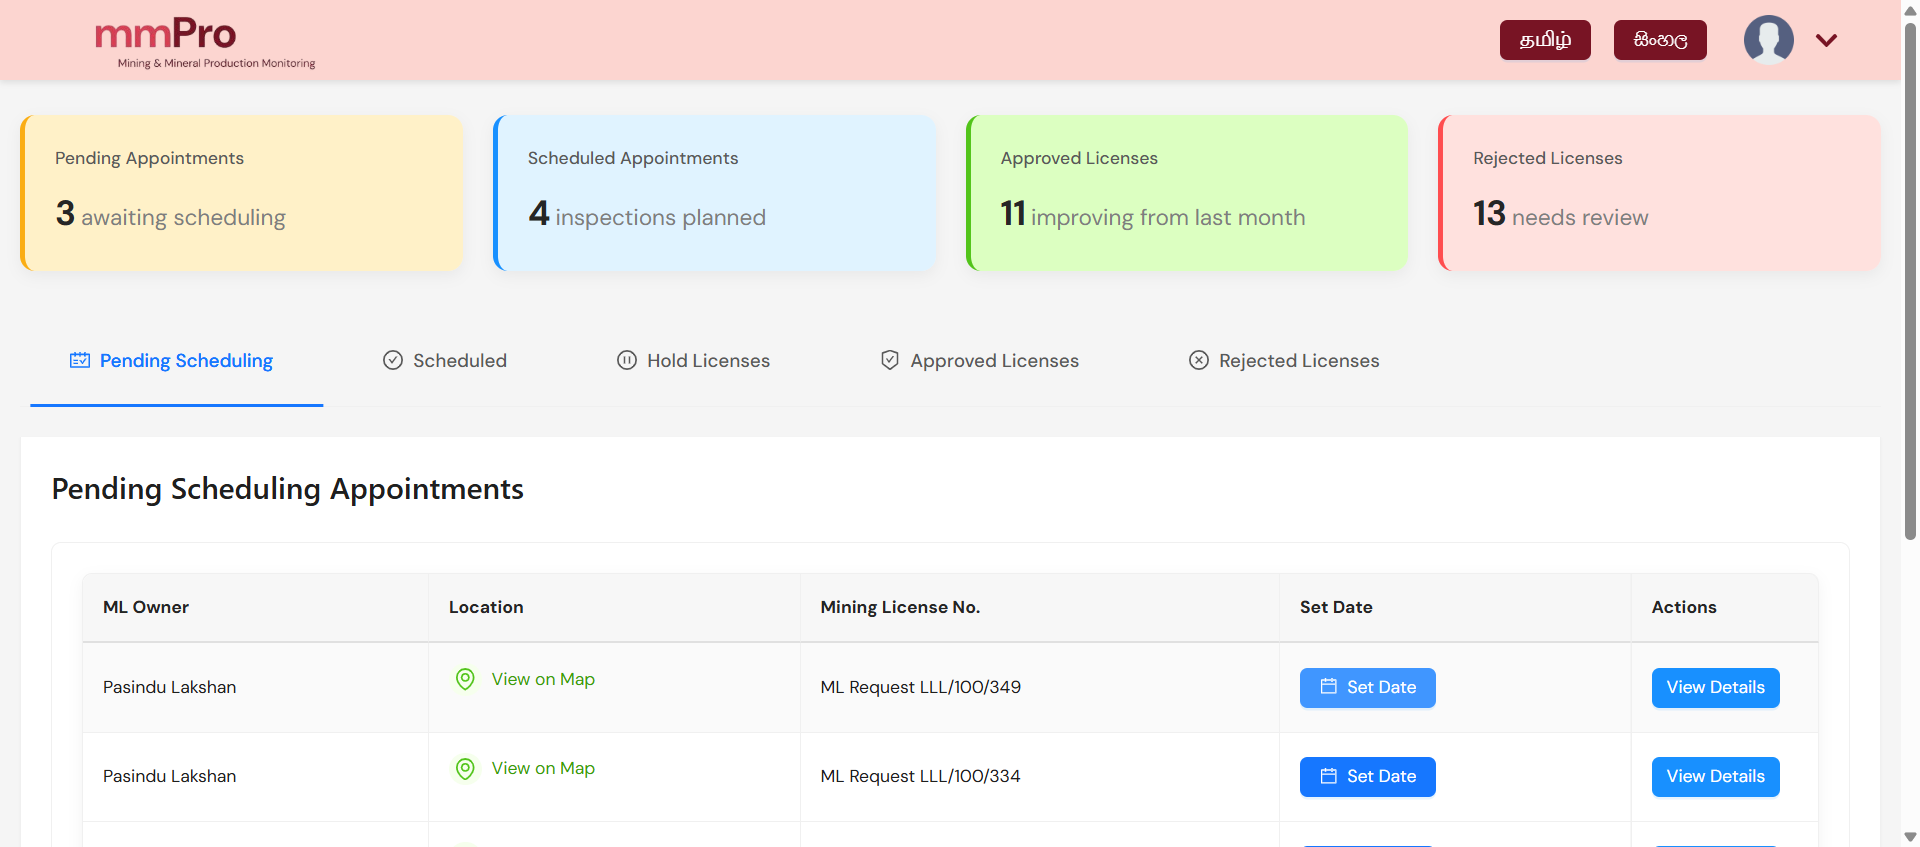 mmPro
Mining & Mineral Production Monitoring
தமிழ்
සිංහල
Pending Appointments
3 awaiting scheduling
Scheduled Appointments
4 inspections planned
Approved Licenses
11 improving from last month
Rejected Licenses
13 needs review
Pending Scheduling
Scheduled
Hold Licenses
Approved Licenses
Rejected Licenses
Pending Scheduling Appointments
ML Owner Location Mining License No. Set Date Actions
Pasindu Lakshan View on Map ML Request LLL/100/349 Set Date View Details
Pasindu Lakshan View on Map ML Request LLL/100/334 Set Date View Details